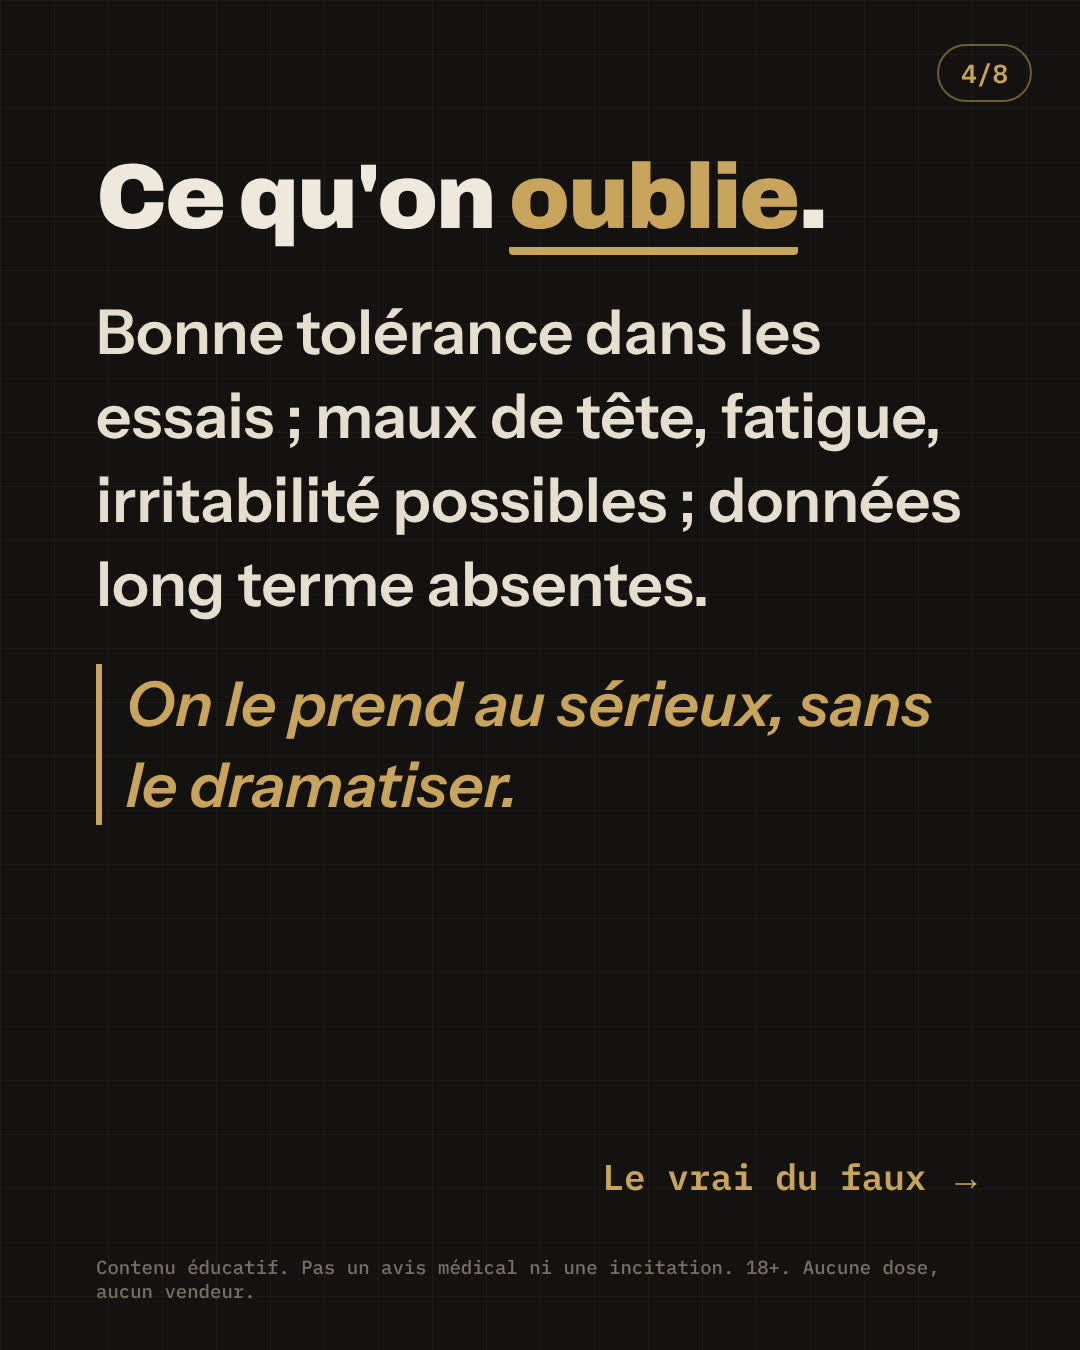 4/8
Ce qu'on oublie.
Bonne tolérance dans les
essais ; maux de tête, fatigue,
irritabilité possibles ; données
long terme absentes.
On le prend au sérieux, sans
le dramatiser.
Le vrai du faux →
Contenu éducatif. Pas un avis médical ni une incitation. 18+. Aucune dose,
aucun vendeur.